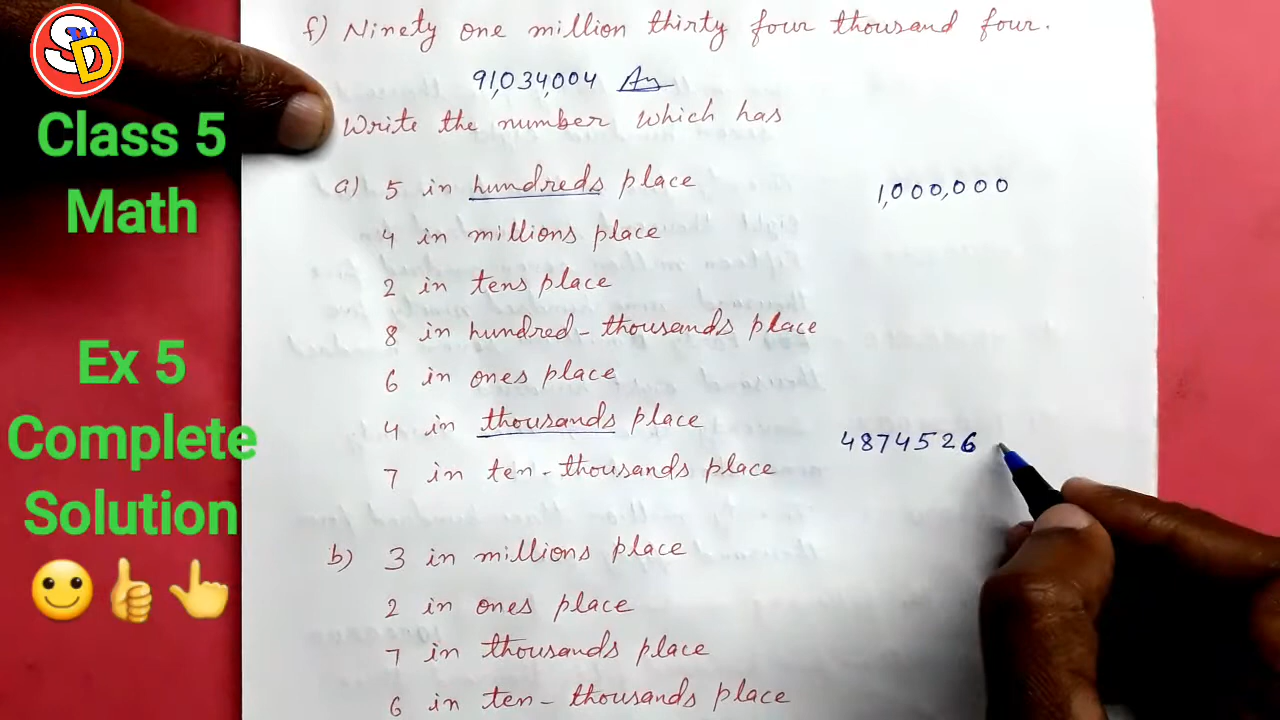 SWD
Class 5
Math
Ex 5
Complete
Solution
f) Ninety one million thirty four thousand four.
91,034,004 Ans
Write the number which has
a) 5 in hundreds place
1,000,000
4 in millions place
2 in tens place
8 in hundred-thousands place
6 in ones place
4 in thousands place
4874526
7 in ten-thousands place
b) 3 in millions place
2 in ones place
7 in thousands place
6 in ten-thousands place